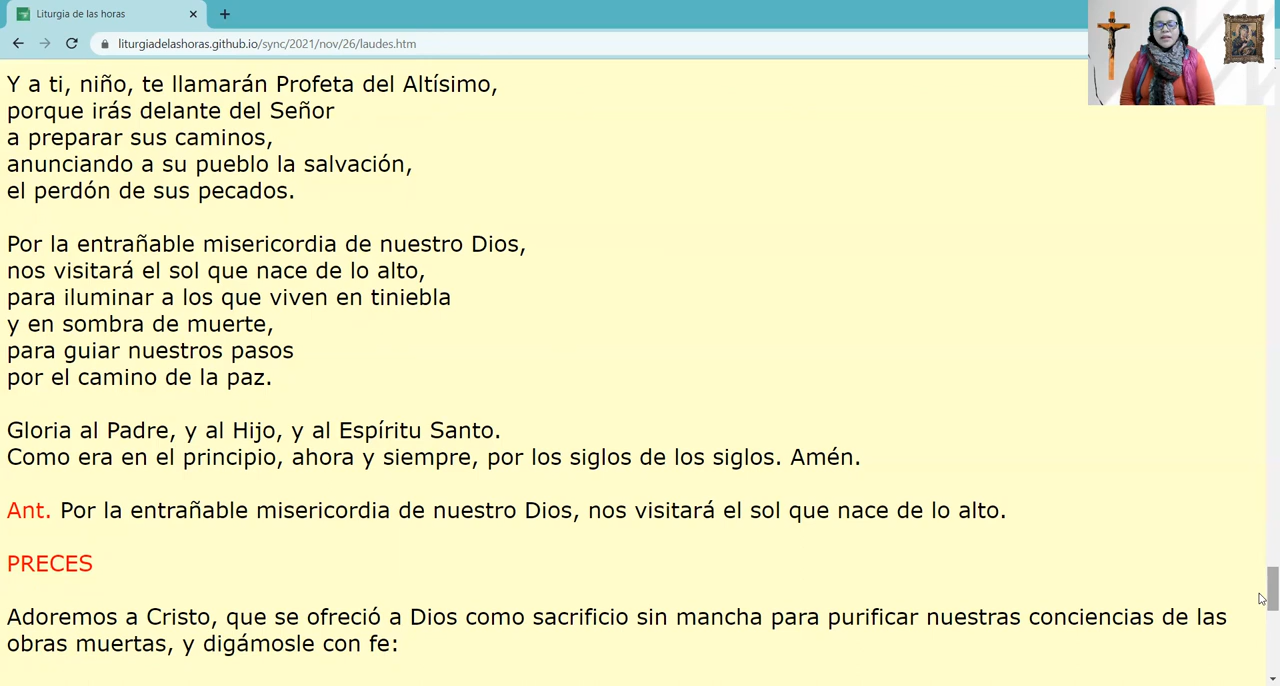 Liturgia de las horas
liturgiadelashoras.github.io/sync/2021/nov/26/laudes.htm
Y a ti, niño, te llamarán Profeta del Altísimo,
porque irás delante del Señor
a preparar sus caminos,
anunciando a su pueblo la salvación,
el perdón de sus pecados.
Por la entrañable misericordia de nuestro Dios,
nos visitará el sol que nace de lo alto,
para iluminar a los que viven en tiniebla
y en sombra de muerte,
para guiar nuestros pasos
por el camino de la paz.
Gloria al Padre, y al Hijo, y al Espíritu Santo.
Como era en el principio, ahora y siempre, por los siglos de los siglos. Amén.
Ant. Por la entrañable misericordia de nuestro Dios, nos visitará el sol que nace de lo alto.
PRECES
Adoremos a Cristo, que se ofreció a Dios como sacrificio sin mancha para purificar nuestras conciencias de las
obras muertas, y digámosle con fe: